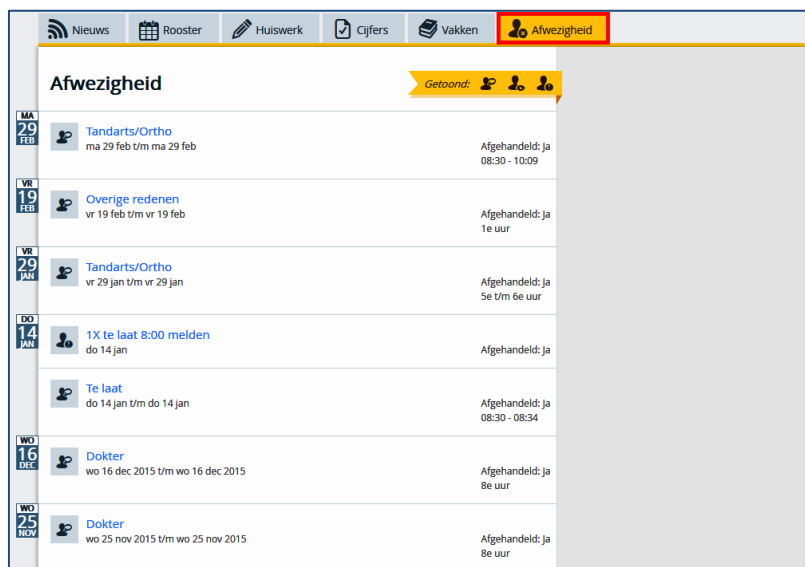 Nieuws Rooster Huiswerk Cijfers Vakken Afwezigheid
Afwezigheid
Getoond:
MA
29
FEB
Tandarts/Ortho
ma 29 feb t/m ma 29 feb
Afgehandeld: Ja
08:30 - 10:09
VR
19
FEB
Overige redenen
vr 19 feb t/m vr 19 feb
Afgehandeld: Ja
1e uur
VR
29
JAN
Tandarts/Ortho
vr 29 jan t/m vr 29 jan
Afgehandeld: Ja
5e t/m 6e uur
DO
14
JAN
1X te laat 8:00 melden
do 14 jan
Afgehandeld: Ja
Te laat
do 14 jan t/m do 14 jan
Afgehandeld: Ja
08:30 - 08:34
WO
16
DEC
Dokter
wo 16 dec 2015 t/m wo 16 dec 2015
Afgehandeld: Ja
8e uur
WO
25
NOV
Dokter
wo 25 nov 2015 t/m wo 25 nov 2015
Afgehandeld: Ja
8e uur